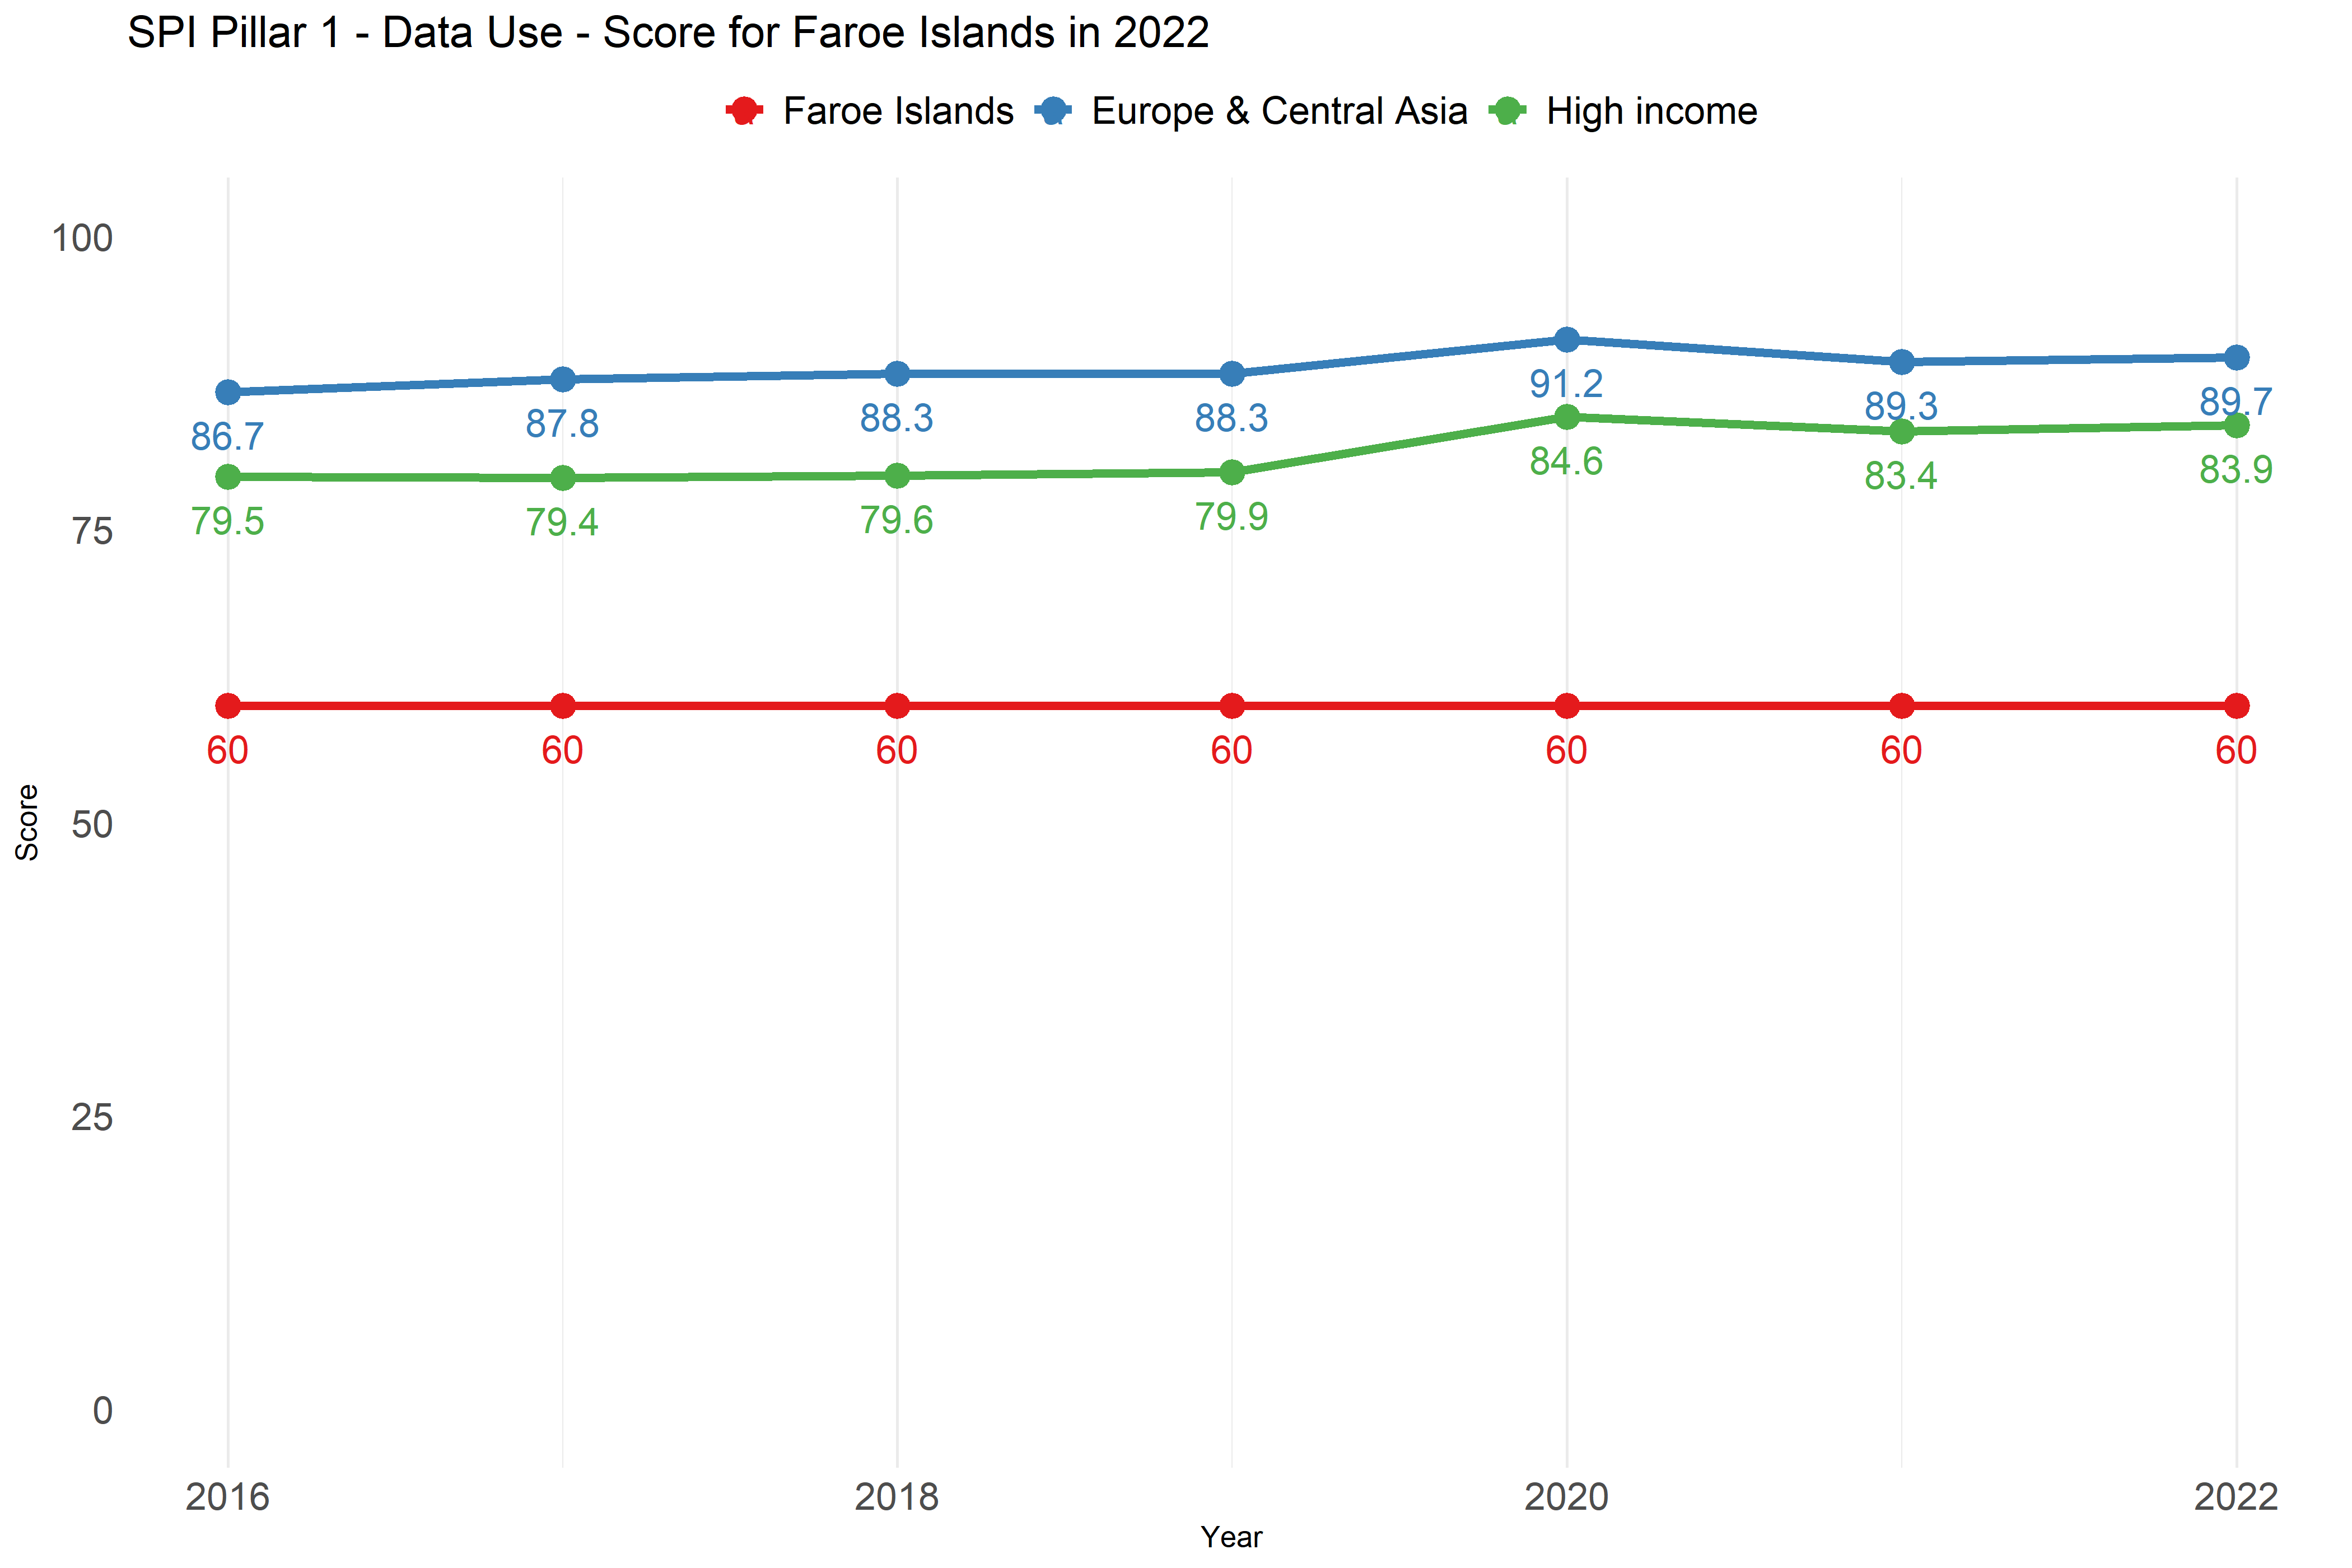 SPI Pillar 1 - Data Use - Score for Faroe Islands in 2022
Faroe Islands Europe & Central Asia High income
100
75
50
25
0
Score
86.7 87.8 88.3 88.3 91.2 89.3 89.7
79.5 79.4 79.6 79.9 84.6 83.4 83.9
60 60 60 60 60 60 60
2016 2018 2020 2022
Year